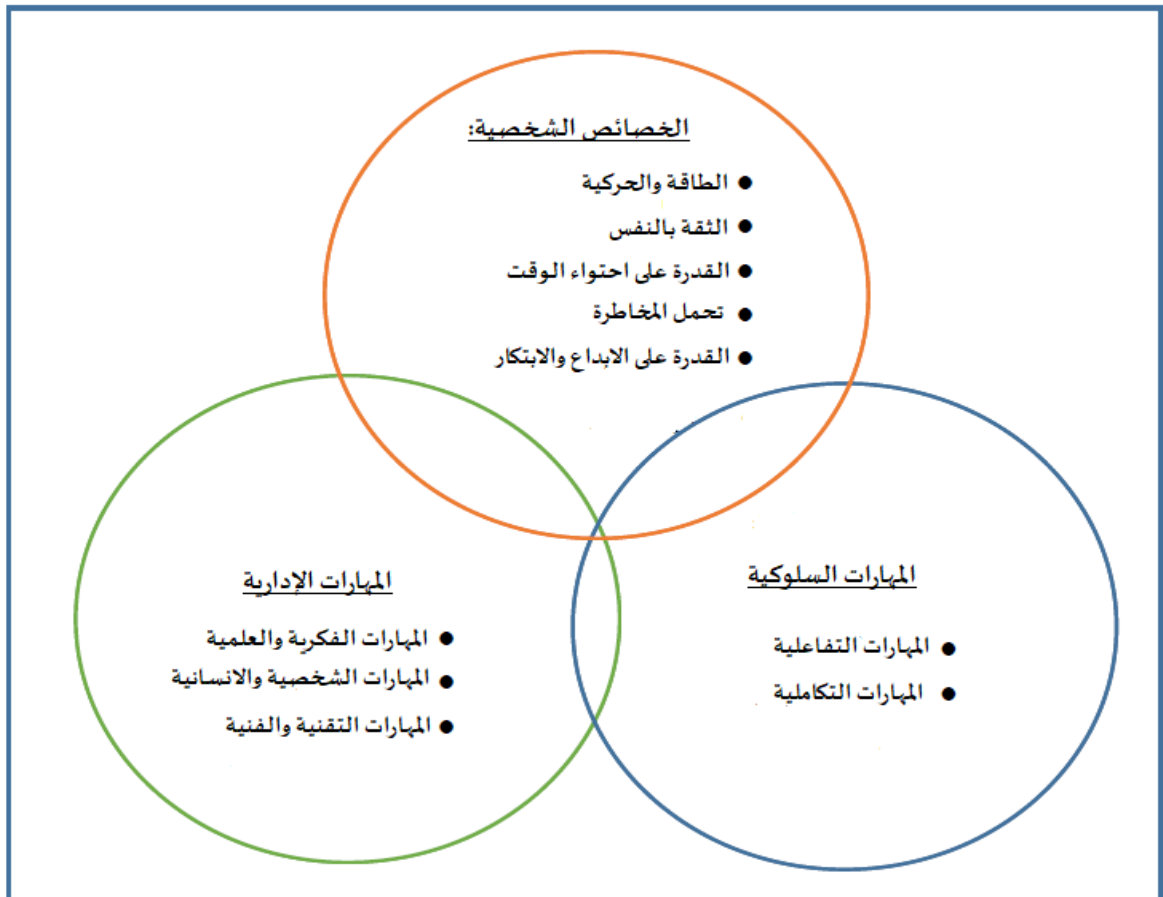 الخصائص الشخصية:
● الطاقة والحركية
● الثقة بالنفس
● القدرة على احتواء الوقت
● تحمل المخاطرة
● القدرة على الابداع والابتكار
المهارات السلوكية
● المهارات التفاعلية
● المهارات التكاملية
المهارات الإدارية
● المهارات الفكرية والعلمية
● المهارات الشخصية والانسانية
● المهارات التقنية والفنية